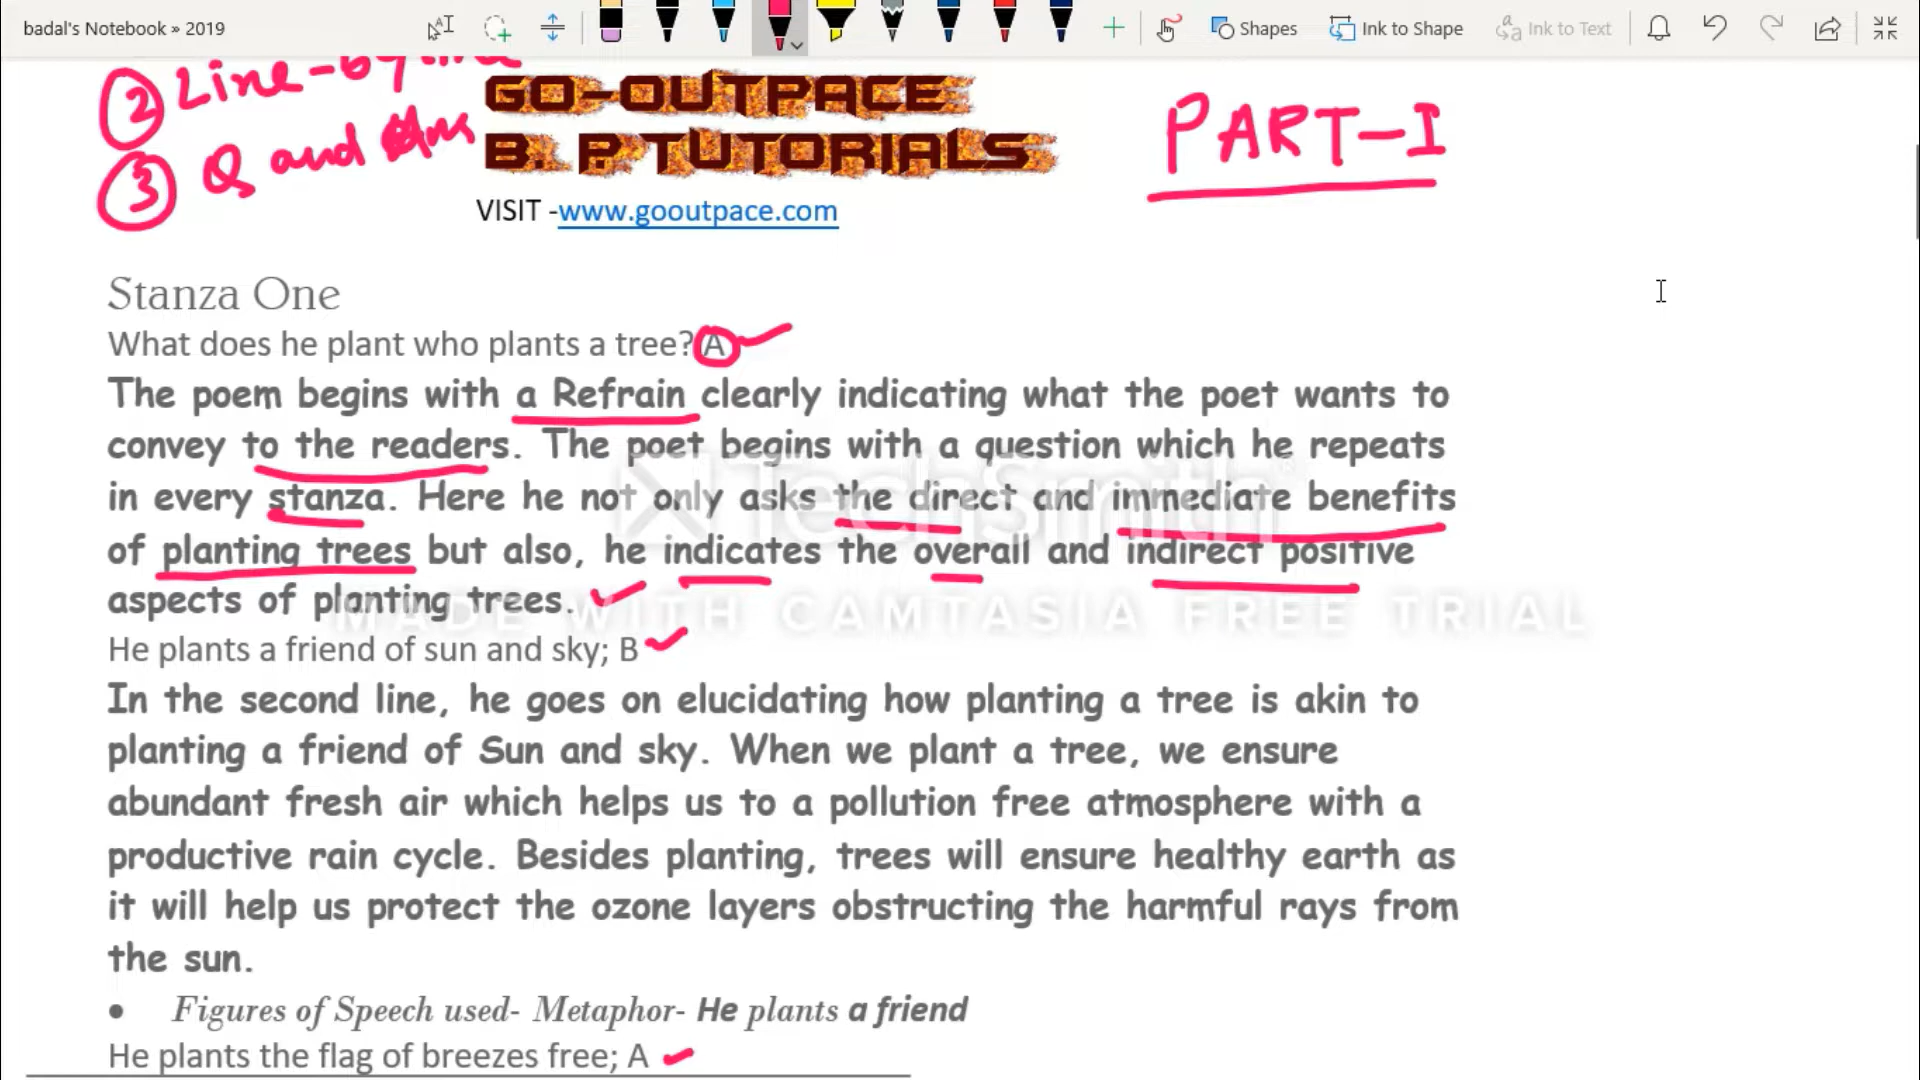 badal's Notebook » 2019
Shapes
Ink to Shape
Ink to Text
② Line-by line
③ Q and Ans
GO-OUTPACE
B. P. TUTORIALS
PART-I
VISIT -www.gooutpace.com
Stanza One
What does he plant who plants a tree? A
The poem begins with a Refrain clearly indicating what the poet wants to
convey to the readers. The poet begins with a question which he repeats
in every stanza. Here he not only asks the direct and immediate benefits
of planting trees but also, he indicates the overall and indirect positive
aspects of planting trees.
TechSmith
MADE WITH CAMTASIA FREE TRIAL
He plants a friend of sun and sky; B
In the second line, he goes on elucidating how planting a tree is akin to
planting a friend of Sun and sky. When we plant a tree, we ensure
abundant fresh air which helps us to a pollution free atmosphere with a
productive rain cycle. Besides planting, trees will ensure healthy earth as
it will help us protect the ozone layers obstructing the harmful rays from
the sun.
• Figures of Speech used- Metaphor- He plants a friend
He plants the flag of breezes free; A